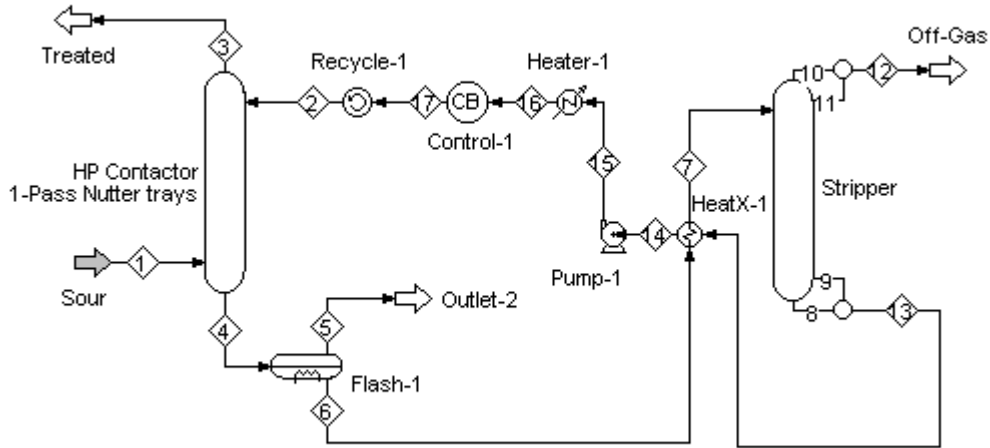 Treated
3
Recycle-1
Heater-1
Off-Gas
10
12
11
2
17
CB
16
Control-1
HP Contactor
1-Pass Nutter trays
15
7
Stripper
HeatX-1
14
Pump-1
1
Sour
9
8
13
4
5
Outlet-2
Flash-1
6